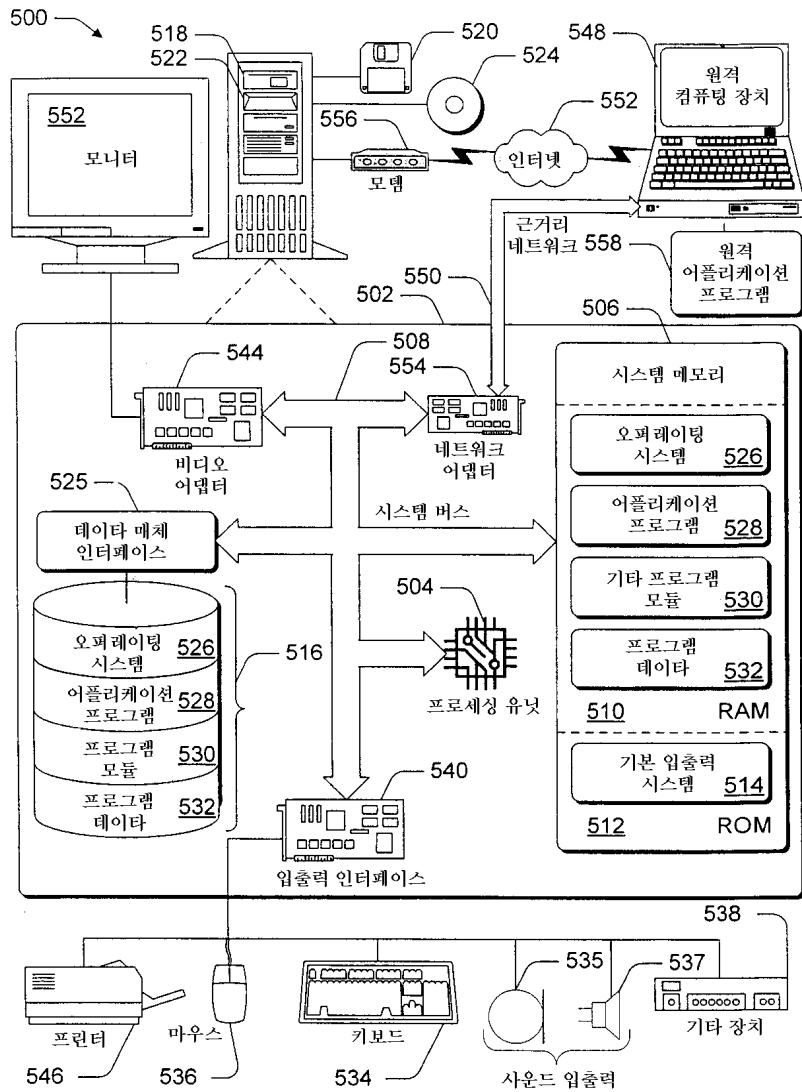 500
518
522
520
524
548
원격
컴퓨팅 장치
552
모니터
556
모뎀
552
인터넷
근거리
네트워크
550
558
원격
어플리케이션
프로그램
502
506
544
508
554
시스템 메모리
비디오
어댑터
네트워크
어댑터
오퍼레이팅
시스템
526
525
데이타 매체
인터페이스
시스템 버스
어플리케이션
프로그램
528
기타 프로그램
모듈
530
504
프로세싱 유닛
오퍼레이팅
시스템
526
516
어플리케이션
프로그램
528
프로그램
모듈
530
프로그램
데이타
532
프로그램
데이타
532
510
RAM
540
입출력 인터페이스
기본 입출력
시스템
514
512
ROM
538
535
537
프린터
마우스
키보드
기타 장치
546
536
534
사운드 입출력